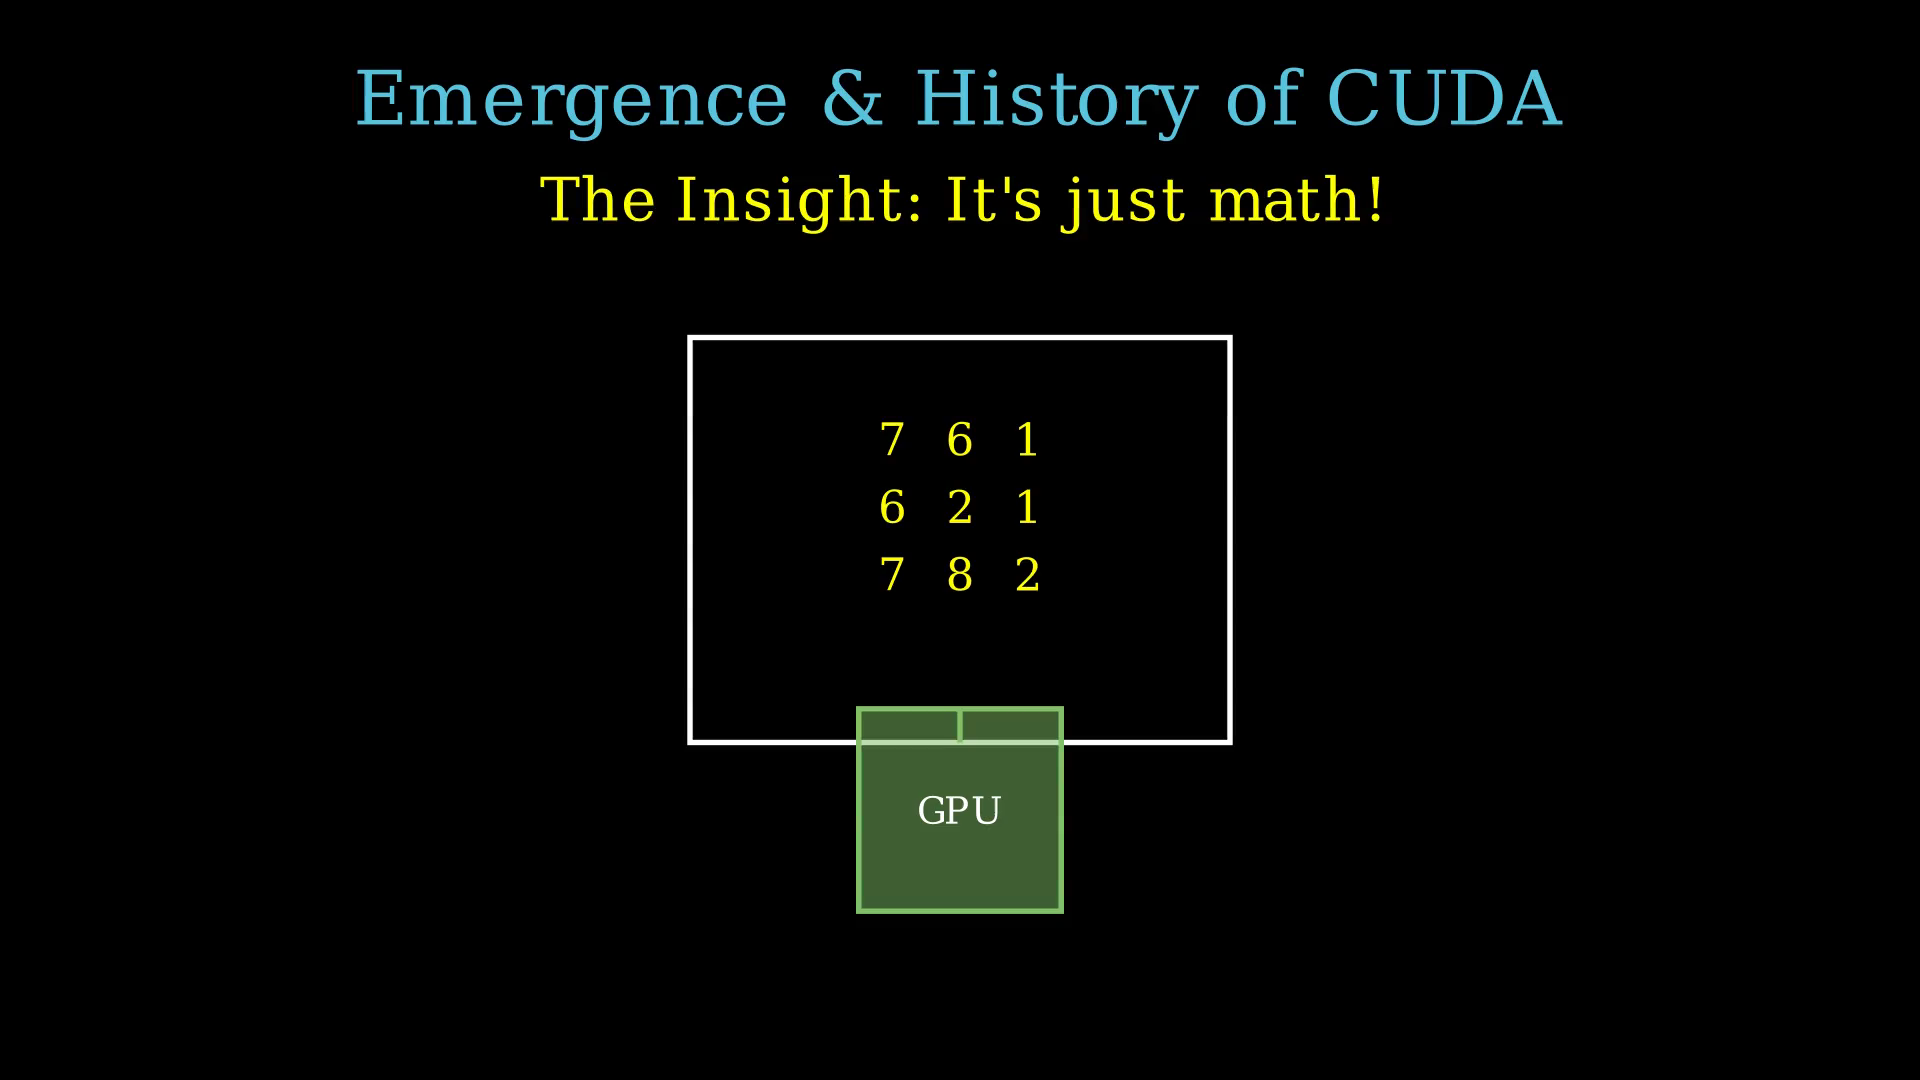 Emergence & History of CUDA
The Insight: It's just math!
7 6 1
6 2 1
7 8 2
GPU